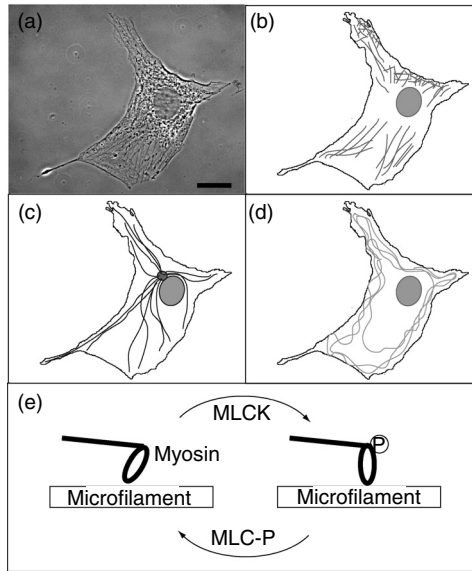 (a)
(b)
(c)
(d)
(e)
MLCK
P
Myosin
Microfilament
Microfilament
MLC-P